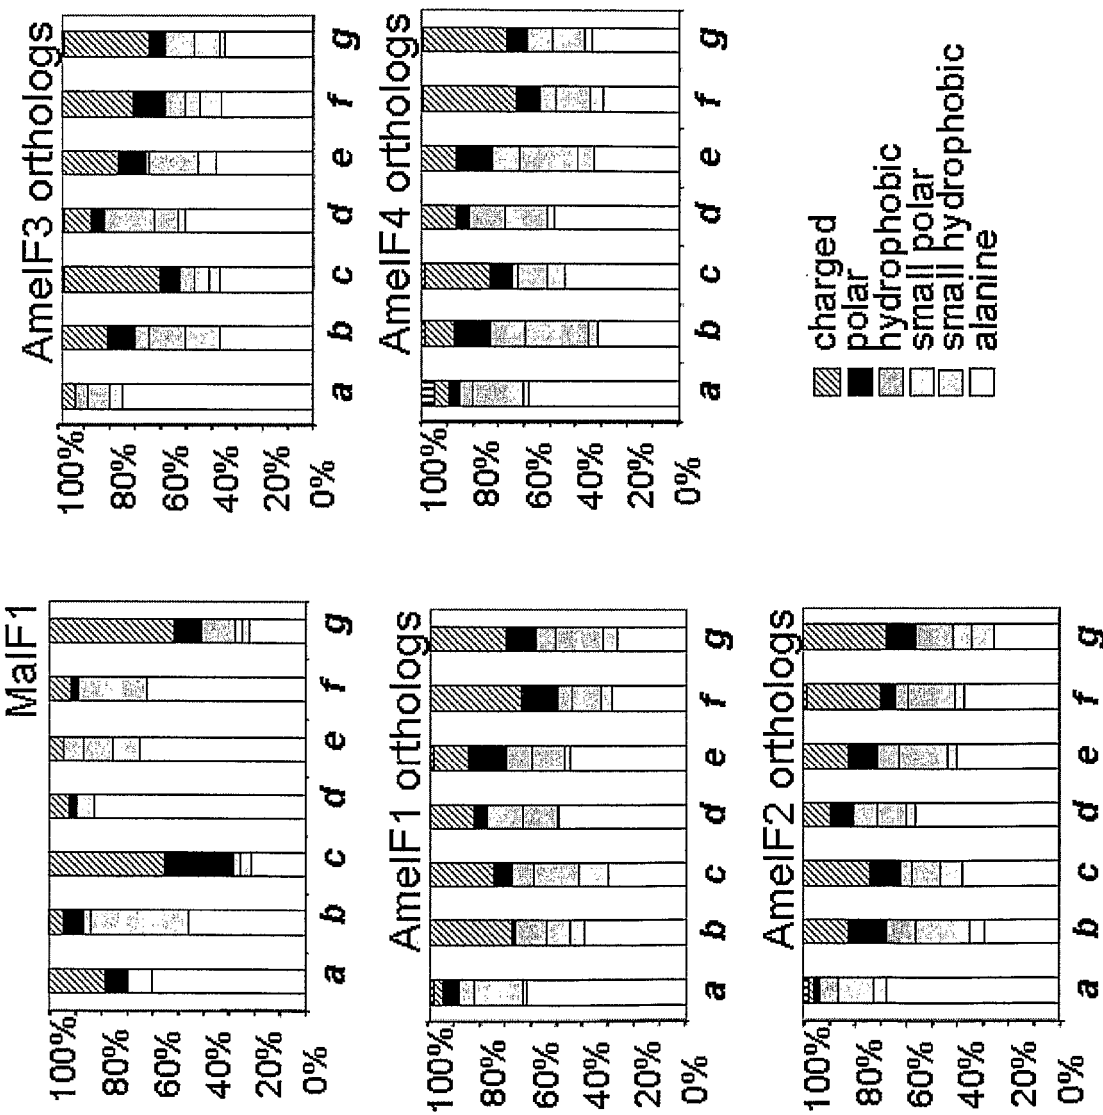 MalF1
100%
80%
60%
40%
20%
0%
a b c d e f g
AmelF3 orthologs
100%
80%
60%
40%
20%
0%
a b c d e f g
AmelF1 orthologs
100%
80%
60%
40%
20%
0%
a b c d e f g
AmelF4 orthologs
100%
80%
60%
40%
20%
0%
a b c d e f g
AmelF2 orthologs
100%
80%
60%
40%
20%
0%
a b c d e f g
charged
polar
hydrophobic
small polar
small hydrophobic
alanine